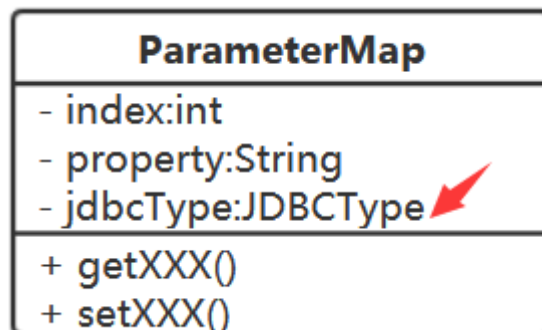 ParameterMap
- index:int
- property:String
- jdbcType:JDBCType
+ getXXX()
+ setXXX()